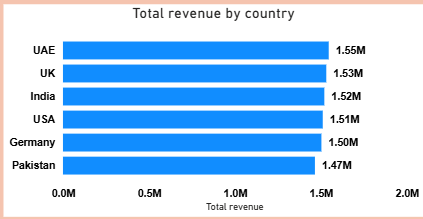 Total revenue by country
UAE 1.55M
UK 1.53M
India 1.52M
USA 1.51M
Germany 1.50M
Pakistan 1.47M
0.0M 0.5M 1.0M 1.5M 2.0M
Total revenue